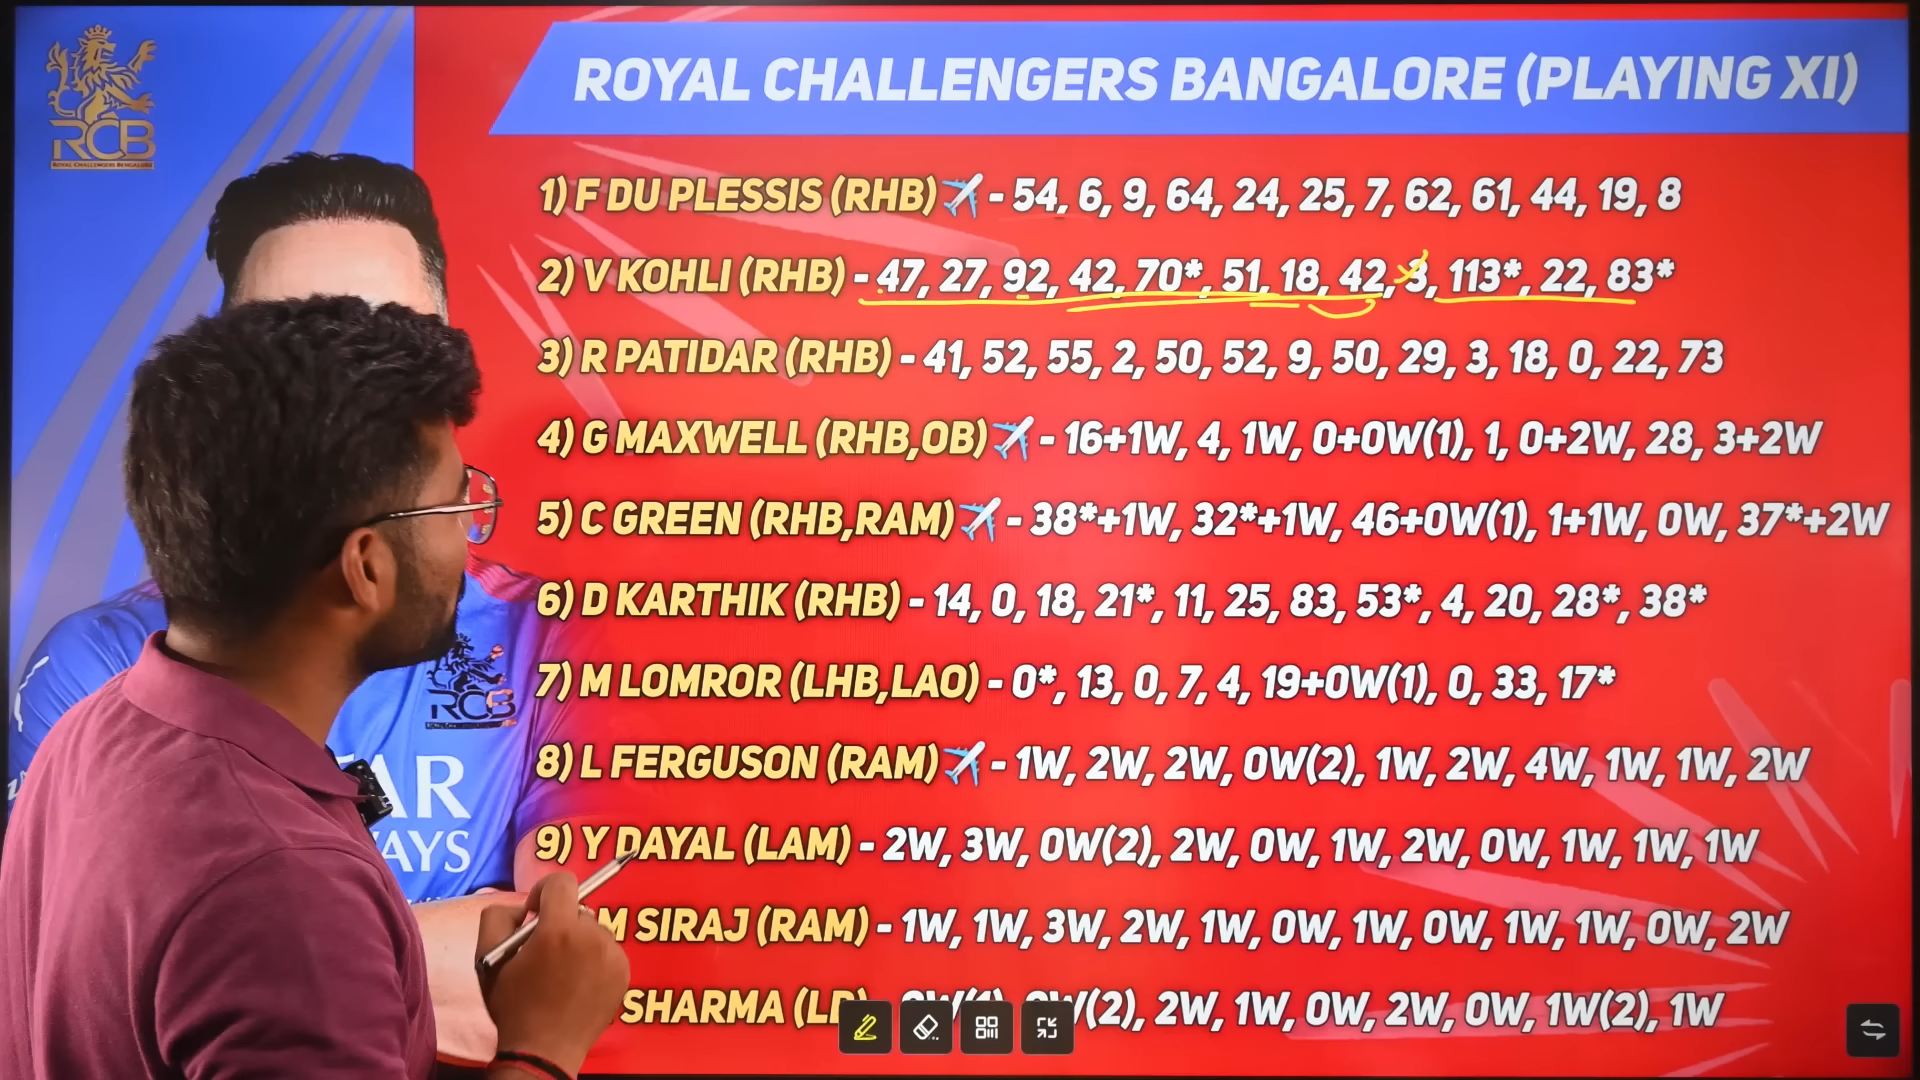 RCB
ROYAL CHALLENGERS BENGALURU
ROYAL CHALLENGERS BANGALORE (PLAYING XI)
1) F DU PLESSIS (RHB) - 54, 6, 9, 64, 24, 25, 7, 62, 61, 44, 19, 8
2) V KOHLI (RHB) - 47, 27, 92, 42, 70*, 51, 18, 42, 3, 113*, 22, 83*
3) R PATIDAR (RHB) - 41, 52, 55, 2, 50, 52, 9, 50, 29, 3, 18, 0, 22, 73
4) G MAXWELL (RHB,OB) - 16+1W, 4, 1W, 0+0W(1), 1, 0+2W, 28, 3+2W
5) C GREEN (RHB,RAM) - 38*+1W, 32*+1W, 46+0W(1), 1+1W, 0W, 37*+2W
6) D KARTHIK (RHB) - 14, 0, 18, 21*, 11, 25, 83, 53*, 4, 20, 28*, 38*
7) M LOMROR (LHB,LAO) - 0*, 13, 0, 7, 4, 19+0W(1), 0, 33, 17*
8) L FERGUSON (RAM) - 1W, 2W, 2W, 0W(2), 1W, 2W, 4W, 1W, 1W, 2W
9) Y DAYAL (LAM) - 2W, 3W, 0W(2), 2W, 0W, 1W, 2W, 0W, 1W, 1W, 1W
M SIRAJ (RAM) - 1W, 1W, 3W, 2W, 1W, 0W, 1W, 0W, 1W, 1W, 0W, 2W
SHARMA (2), 2W, 1W, 0W, 2W, 0W, 1W(2), 1W
RCB
AR
AYS